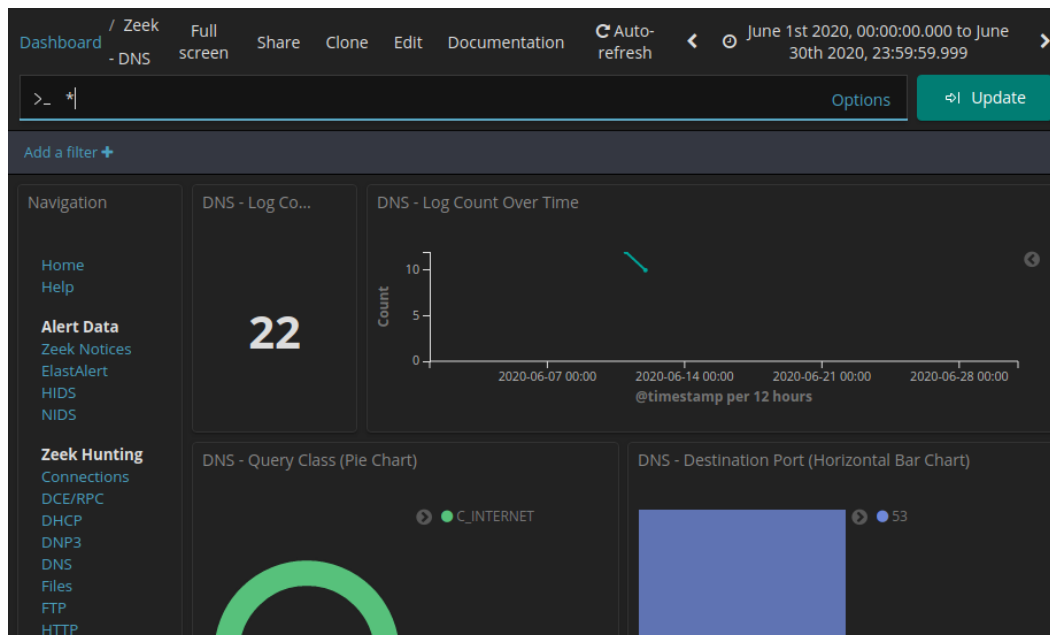 Dashboard / Zeek - DNS
Full screen
Share
Clone
Edit
Documentation
Auto-refresh
June 1st 2020, 00:00:00.000 to June 30th 2020, 23:59:59.999
>_ *
Options
Update
Add a filter +
Navigation
Home
Help
Alert Data
Zeek Notices
ElastAlert
HIDS
NIDS
Zeek Hunting
Connections
DCE/RPC
DHCP
DNP3
DNS
Files
FTP
HTTP
DNS - Log Co...
22
DNS - Log Count Over Time
Count
10
5
0
2020-06-07 00:00
2020-06-14 00:00
2020-06-21 00:00
2020-06-28 00:00
@timestamp per 12 hours
DNS - Query Class (Pie Chart)
C_INTERNET
DNS - Destination Port (Horizontal Bar Chart)
53